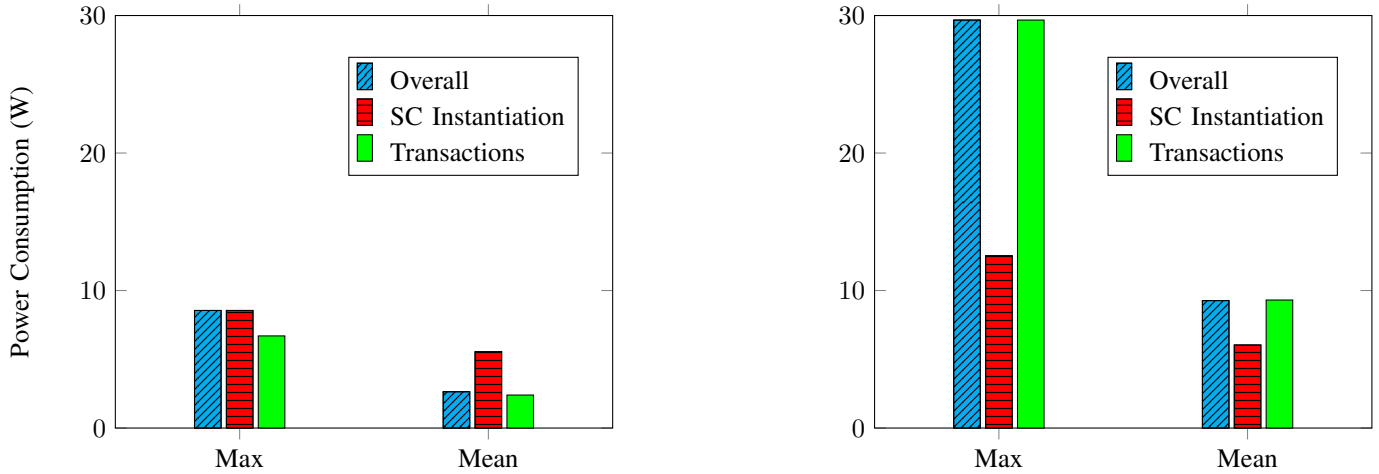 Power Consumption (W)
30
20
10
0
Overall
SC Instantiation
Transactions
Max
Mean
30
20
10
0
Overall
SC Instantiation
Transactions
Max
Mean